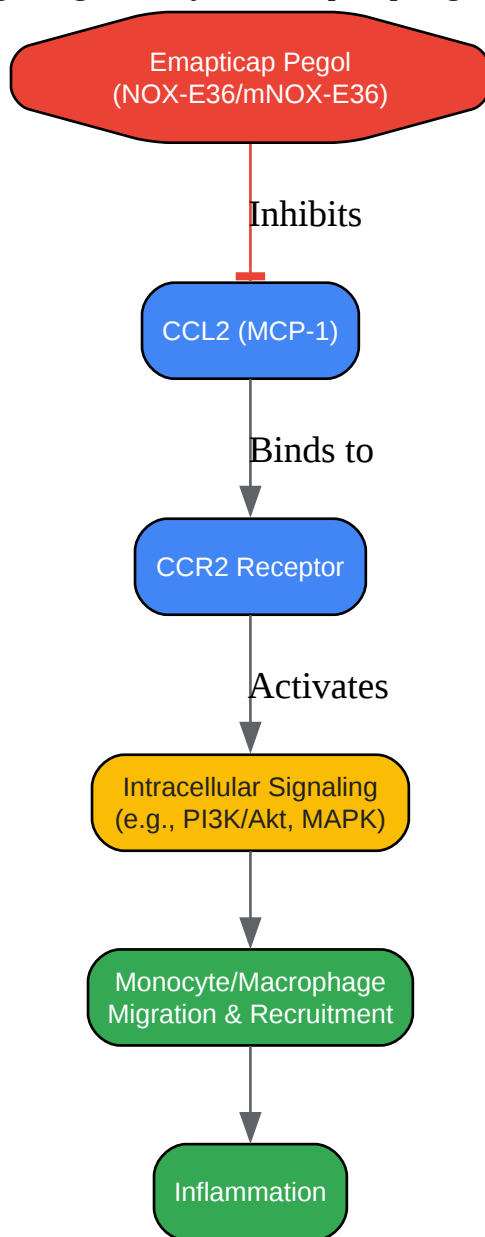 Emapticap Pegol
(NOX-E36/mNOX-E36)
Inhibits
CCL2 (MCP-1)
Binds to
CCR2 Receptor
Activates
Intracellular Signaling
(e.g., PI3K/Akt, MAPK)
Monocyte/Macrophage
Migration & Recruitment
Inflammation